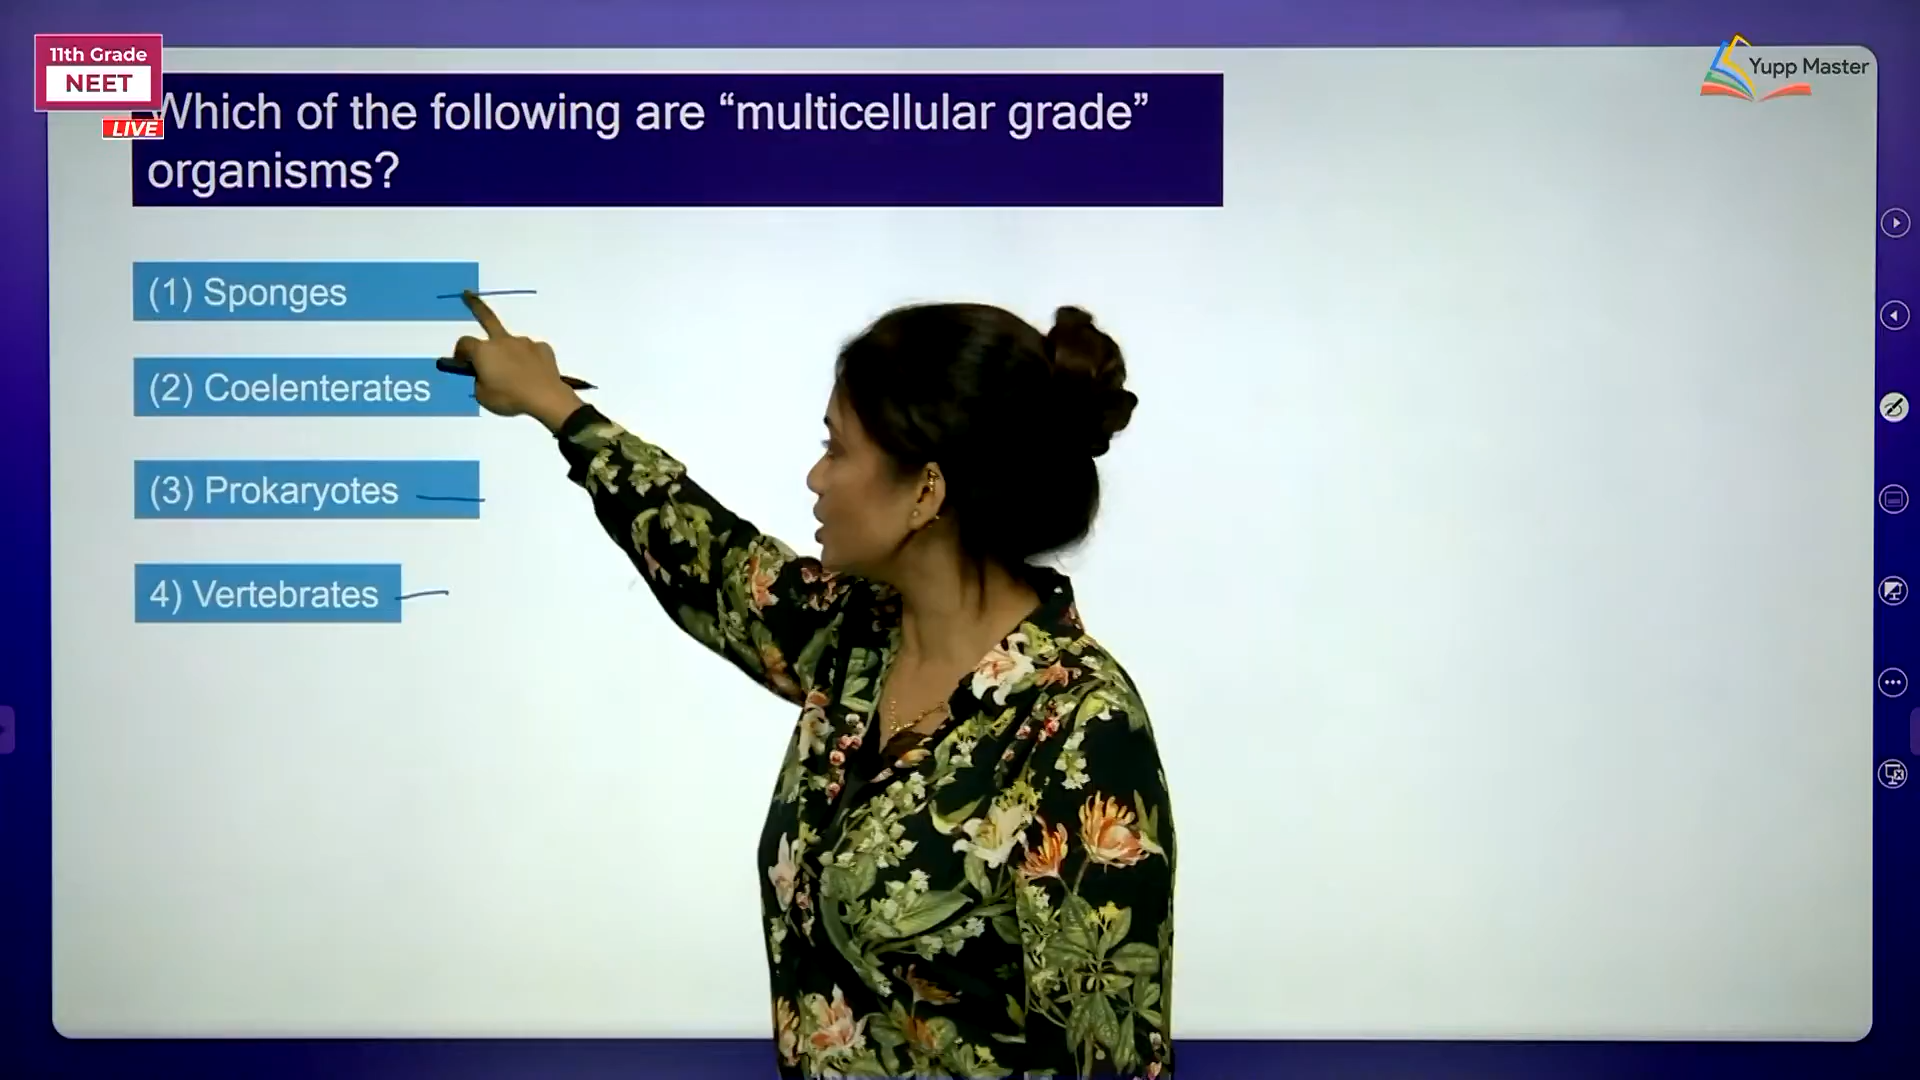 11th Grade
NEET
LIVE
Yupp Master
Which of the following are “multicellular grade”
organisms?
(1) Sponges
(2) Coelenterates
(3) Prokaryotes
4) Vertebrates